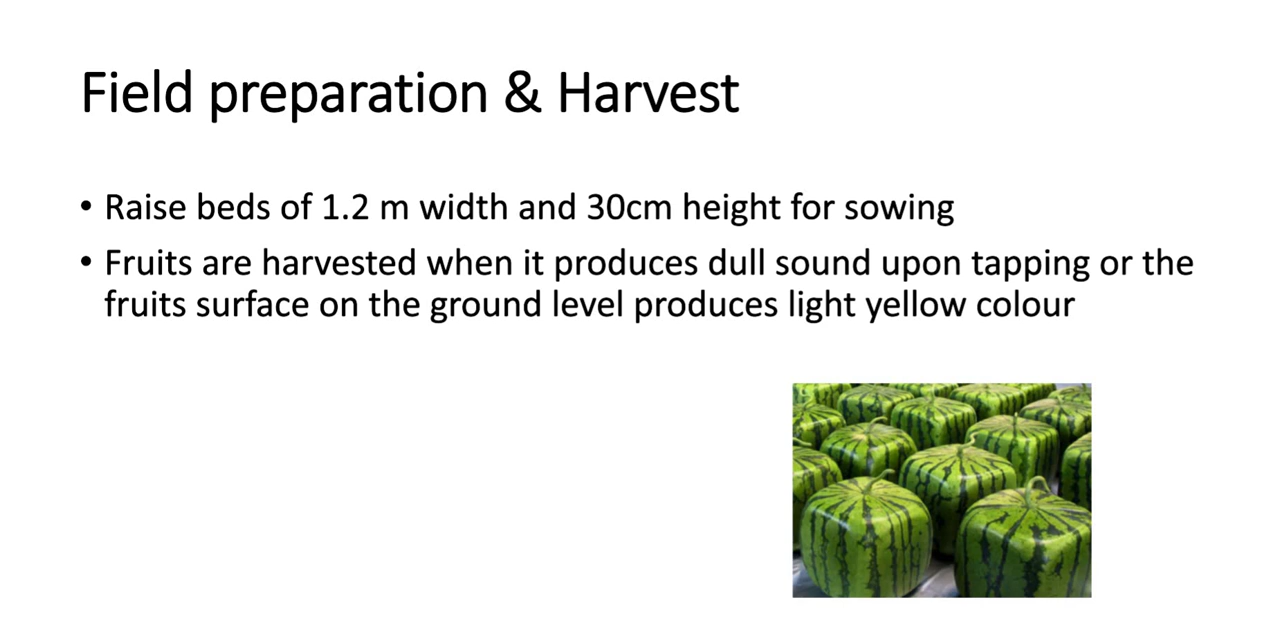 Field preparation & Harvest
• Raise beds of 1.2 m width and 30cm height for sowing
• Fruits are harvested when it produces dull sound upon tapping or the
fruits surface on the ground level produces light yellow colour